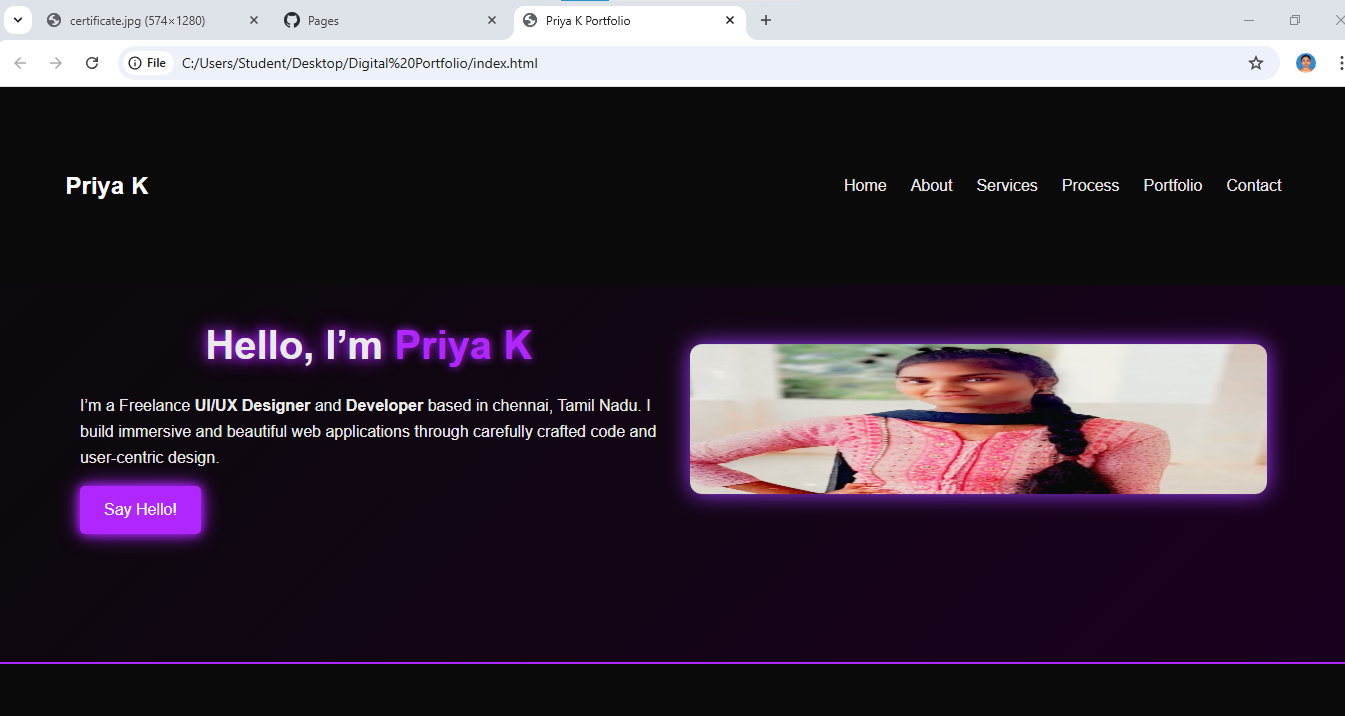 certificate.jpg (574×1280)
Pages
Priya K Portfolio
File
C:/Users/Student/Desktop/Digital%20Portfolio/index.html
Priya K
Home
About
Services
Process
Portfolio
Contact
Hello, I’m Priya K
I’m a Freelance UI/UX Designer and Developer based in chennai, Tamil Nadu. I
build immersive and beautiful web applications through carefully crafted code and
user-centric design.
Say Hello!